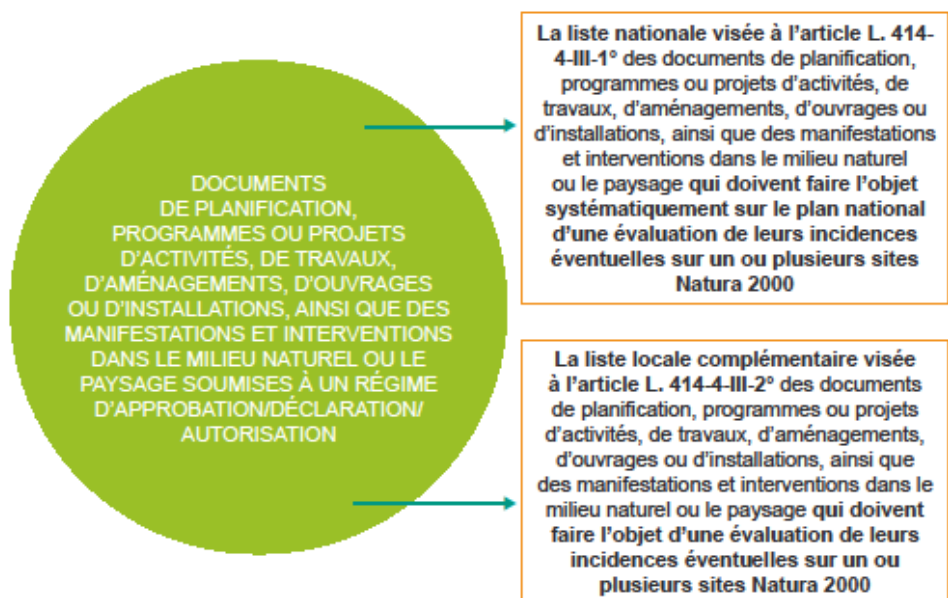 DOCUMENTS
DE PLANIFICATION,
PROGRAMMES OU PROJETS
D'ACTIVITÉS, DE TRAVAUX,
D'AMÉNAGEMENTS, D'OUVRAGES
OU D'INSTALLATIONS, AINSI QUE DES
MANIFESTATIONS ET INTERVENTIONS
DANS LE MILIEU NATUREL OU LE
PAYSAGE SOUMISES À UN RÉGIME
D'APPROBATION/DÉCLARATION/
AUTORISATION
La liste nationale visée à l'article L. 414-
4-III-1° des documents de planification,
programmes ou projets d'activités, de
travaux, d'aménagements, d'ouvrages ou
d'installations, ainsi que des manifestations
et interventions dans le milieu naturel
ou le paysage qui doivent faire l'objet
systématiquement sur le plan national
d'une évaluation de leurs incidences
éventuelles sur un ou plusieurs sites
Natura 2000
La liste locale complémentaire visée
à l'article L. 414-4-III-2° des documents
de planification, programmes ou projets
d'activités, de travaux, d'aménagements,
d'ouvrages ou d'installations, ainsi que
des manifestations et interventions dans le
milieu naturel ou le paysage qui doivent
faire l'objet d'une évaluation de leurs
incidences éventuelles sur un ou
plusieurs sites Natura 2000